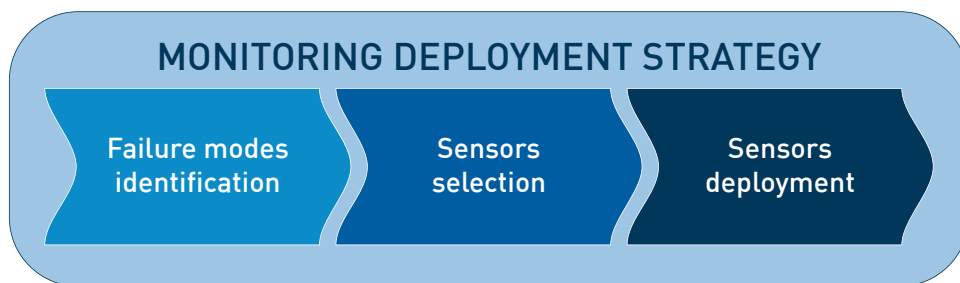 MONITORING DEPLOYMENT STRATEGY
Failure modes
identification
Sensors
selection
Sensors
deployment